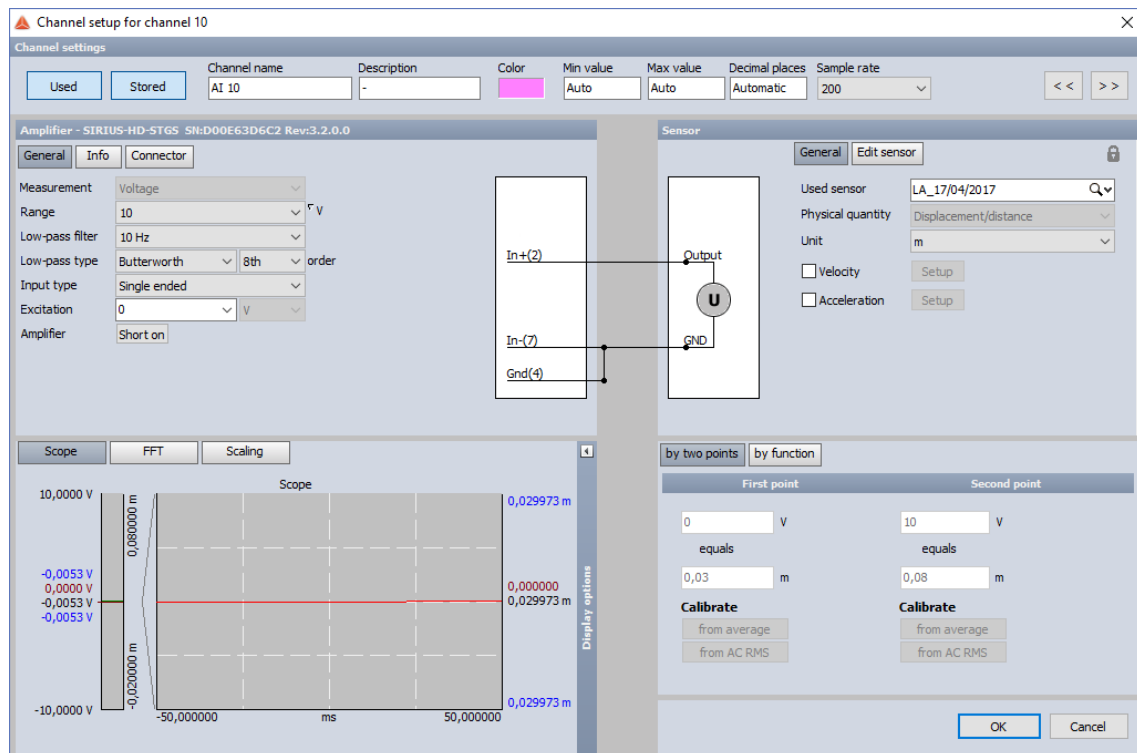 Channel setup for channel 10
Channel settings
Used
Stored
Channel name
AI 10
Description
-
Color
Min value
Auto
Max value
Auto
Decimal places
Automatic
Sample rate
200
< <
> >
Amplifier - SIRIUS-HD-STGS SN:D00E63D6C2 Rev:3.2.0.0
General
Info
Connector
Measurement
Voltage
Range
10
V
Low-pass filter
10 Hz
Low-pass type
Butterworth
8th
order
Input type
Single ended
Excitation
0
V
Amplifier
Short on
In+(2)
In-(7)
Gnd(4)
Sensor
Output
U
GND
General
Edit sensor
Used sensor
LA_17/04/2017
Physical quantity
Displacement/distance
Unit
m
Velocity
Setup
Acceleration
Setup
Scope
FFT
Scaling
Scope
10,0000 V
-0,0053 V
0,0000 V
-0,0053 V
-0,0053 V
-10,0000 V
0,080000 m
-0,020000 m
0,029973 m
0,000000
0,029973 m
0,029973 m
-50,000000
ms
50,000000
Display options
by two points
by function
First point
Second point
0
V
10
V
equals
equals
0,03
m
0,08
m
Calibrate
Calibrate
from average
from average
from AC RMS
from AC RMS
OK
Cancel